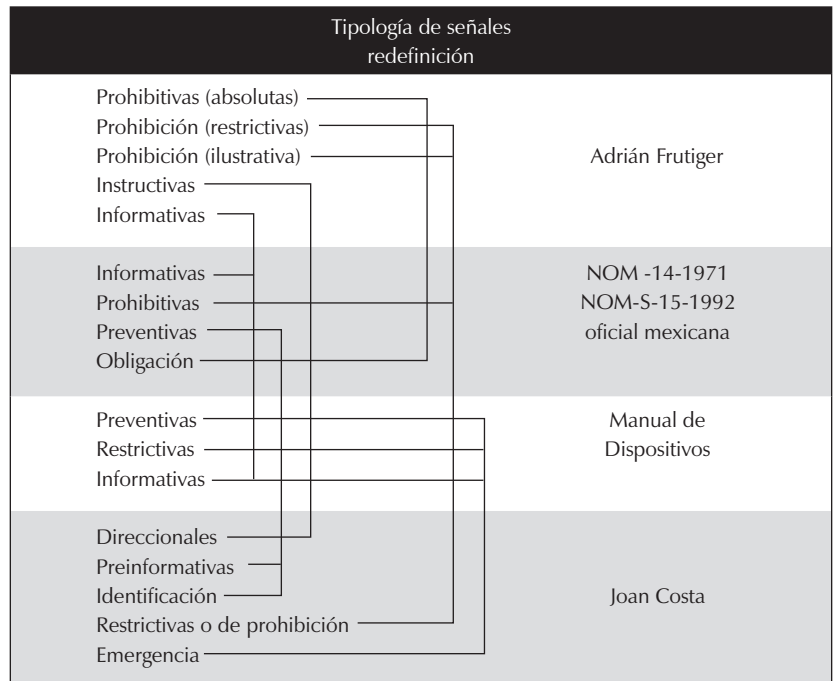 Tipología de señales
redefinición
Prohibitivas (absolutas)
Prohibición (restrictivas)
Prohibición (ilustrativa)
Instructivas
Informativas
Adrián Frutiger
Informativas
Prohibitivas
Preventivas
Obligación
NOM -14-1971
NOM-S-15-1992
oficial mexicana
Preventivas
Restrictivas
Informativas
Manual de
Dispositivos
Direccionales
Preinformativas
Identificación
Restrictivas o de prohibición
Emergencia
Joan Costa